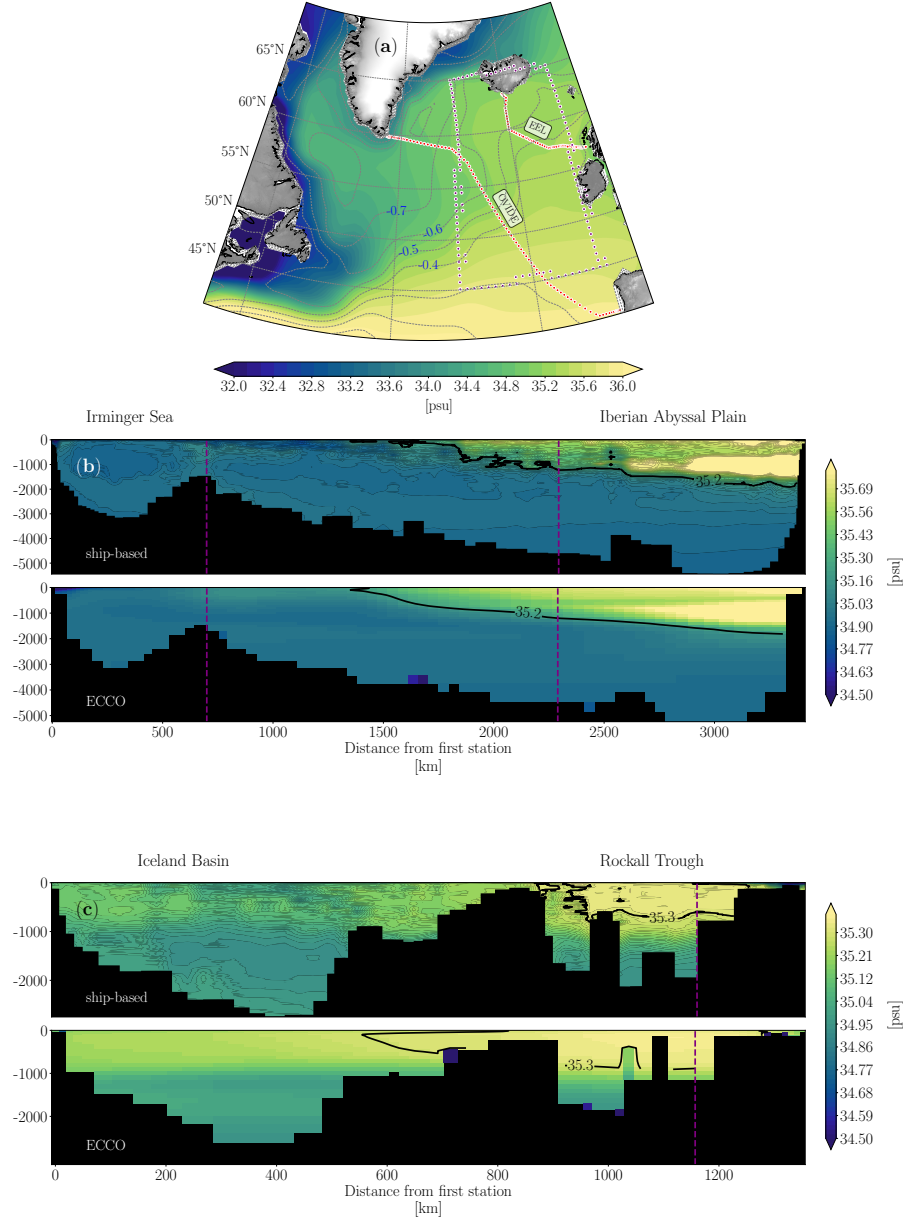 (a)
65°N
60°N
55°N
50°N
45°N
EEL
OVIDE
-0.7
-0.6
-0.5
-0.4
32.0 32.4 32.8 33.2 33.6 34.0 34.4 34.8 35.2 35.6 36.0
[psu]
Irminger Sea Iberian Abyssal Plain
0
-1000
-2000
-3000
-4000
-5000
(b)
35.2
ship-based
0
-1000
-2000
-3000
-4000
-5000
35.2
ECCO
0 500 1000 1500 2000 2500 3000
Distance from first station
[km]
35.69
35.56
35.43
35.30
35.16
35.03
34.90
34.77
34.63
34.50
[psu]
Iceland Basin Rockall Trough
0
-1000
-2000
(c)
35.3
ship-based
0
-1000
-2000
35.3
ECCO
0 200 400 600 800 1000 1200
Distance from first station
[km]
35.30
35.21
35.12
35.04
34.95
34.86
34.77
34.68
34.59
34.50
[psu]